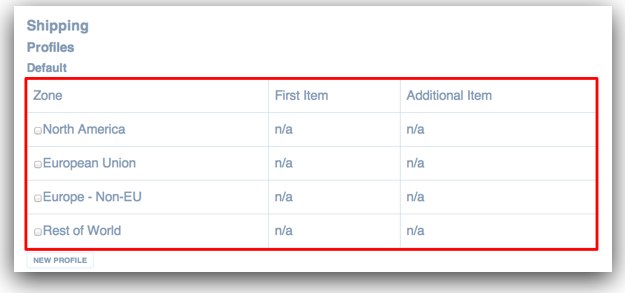 Shipping
Profiles
Default
Zone First Item Additional Item
North America n/a n/a
European Union n/a n/a
Europe - Non-EU n/a n/a
Rest of World n/a n/a
NEW PROFILE